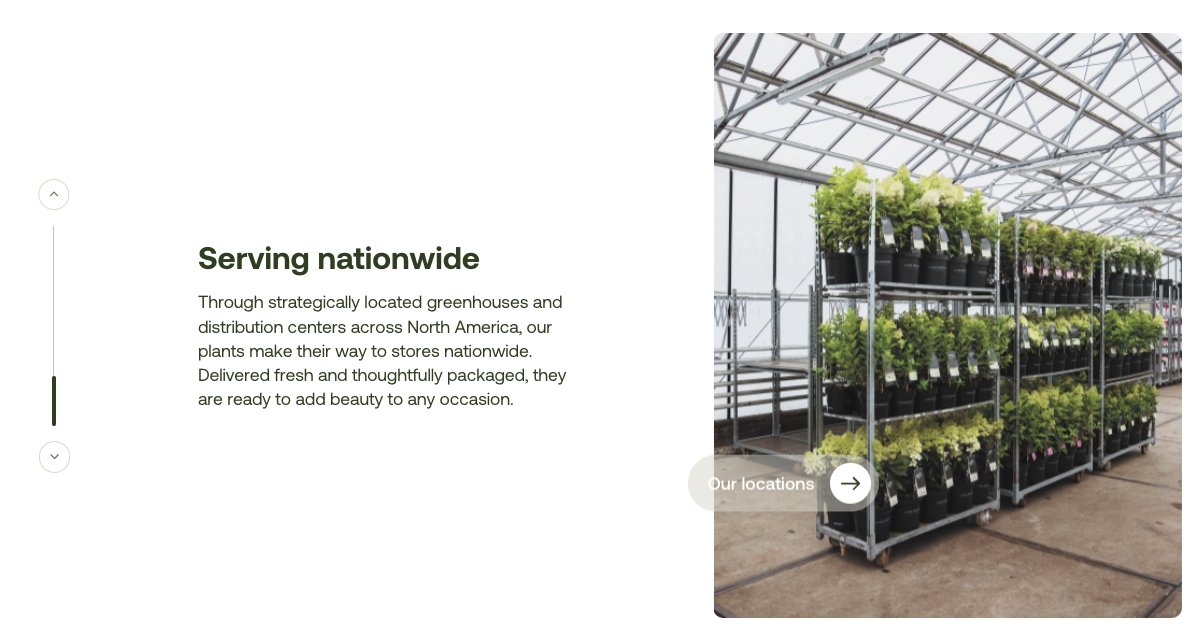 Serving nationwide
Through strategically located greenhouses and
distribution centers across North America, our
plants make their way to stores nationwide.
Delivered fresh and thoughtfully packaged, they
are ready to add beauty to any occasion.
Our locations